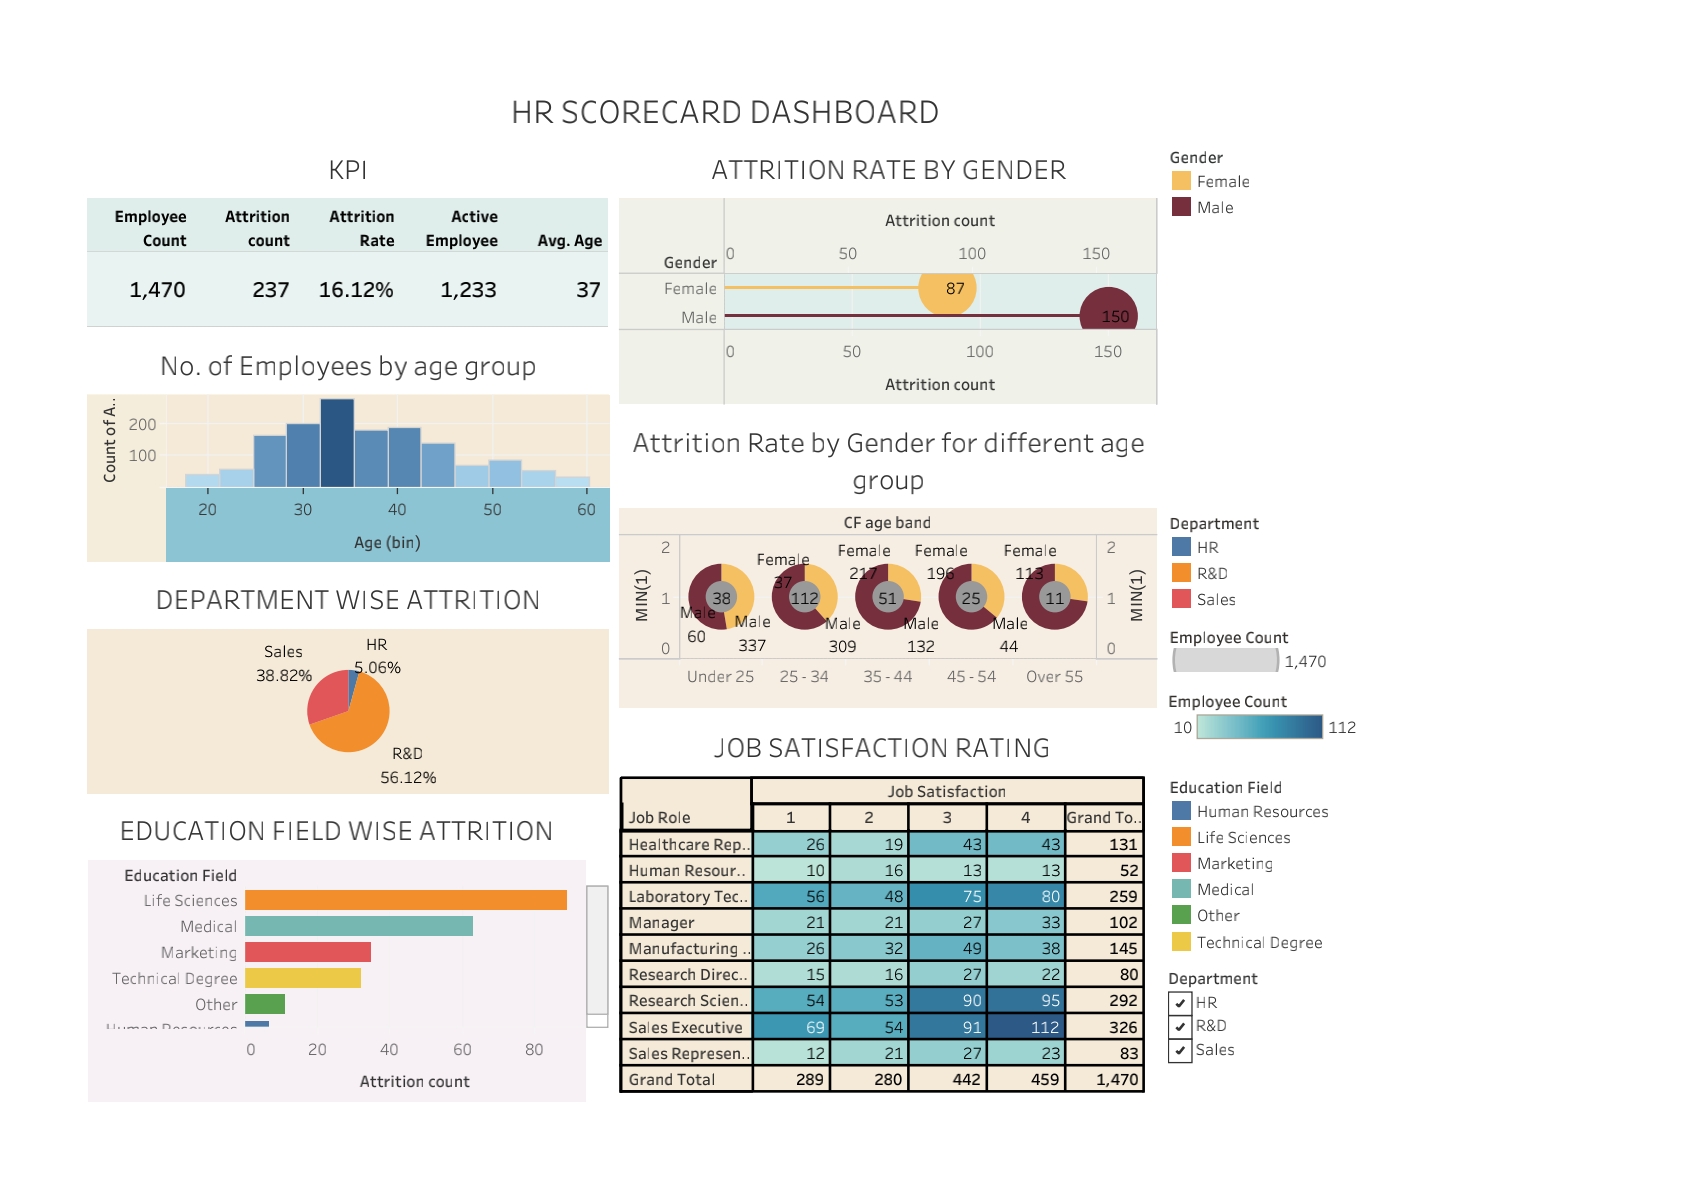 HR SCORECARD DASHBOARD
KPI
Employee Count
Attrition count
Attrition Rate
Active Employee
Avg. Age
1,470 237 16.12% 1,233 37
No. of Employees by age group
Count of A..
200
100
20 30 40 50 60
Age (bin)
DEPARTMENT WISE ATTRITION
Sales
38.82%
HR
5.06%
R&D
56.12%
EDUCATION FIELD WISE ATTRITION
Education Field
Life Sciences
Medical
Marketing
Technical Degree
Other
Human Resources
0 20 40 60 80
Attrition count
ATTRITION RATE BY GENDER
Attrition count
0 50 100 150
Gender
Female 87
Male 150
0 50 100 150
Attrition count
Attrition Rate by Gender for different age
group
CF age band
MIN(1)
2
1
0
Female
37
Female
217
Female
196
Female
113
38 112 51 25 11
Male
60
Male
337
Male
309
Male
132
Male
44
2
1
0
MIN(1)
Under 25 25 - 34 35 - 44 45 - 54 Over 55
JOB SATISFACTION RATING
Job Satisfaction
Job Role 1 2 3 4 Grand To..
Healthcare Rep.. 26 19 43 43 131
Human Resour.. 10 16 13 13 52
Laboratory Tec.. 56 48 75 80 259
Manager 21 21 27 33 102
Manufacturing .. 26 32 49 38 145
Research Direc.. 15 16 27 22 80
Research Scien.. 54 53 90 95 292
Sales Executive 69 54 91 112 326
Sales Represen.. 12 21 27 23 83
Grand Total 289 280 442 459 1,470
Gender
Female
Male
Department
HR
R&D
Sales
Employee Count
1,470
Employee Count
10 112
Education Field
Human Resources
Life Sciences
Marketing
Medical
Other
Technical Degree
Department
HR
R&D
Sales